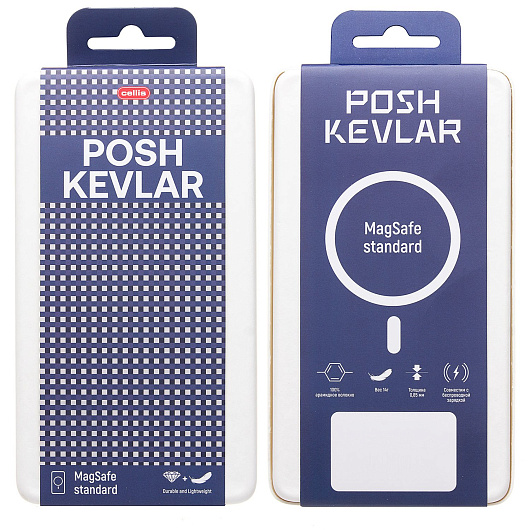 cellis
POSH
KEVLAR
MagSafe
standard
Durable and Lightweight
POSH
KEVLAR
MagSafe
standard
100%
арамидное волокно
Вес 14г
Толщина
0,85 мм
Совместим с
беспроводной
зарядкой